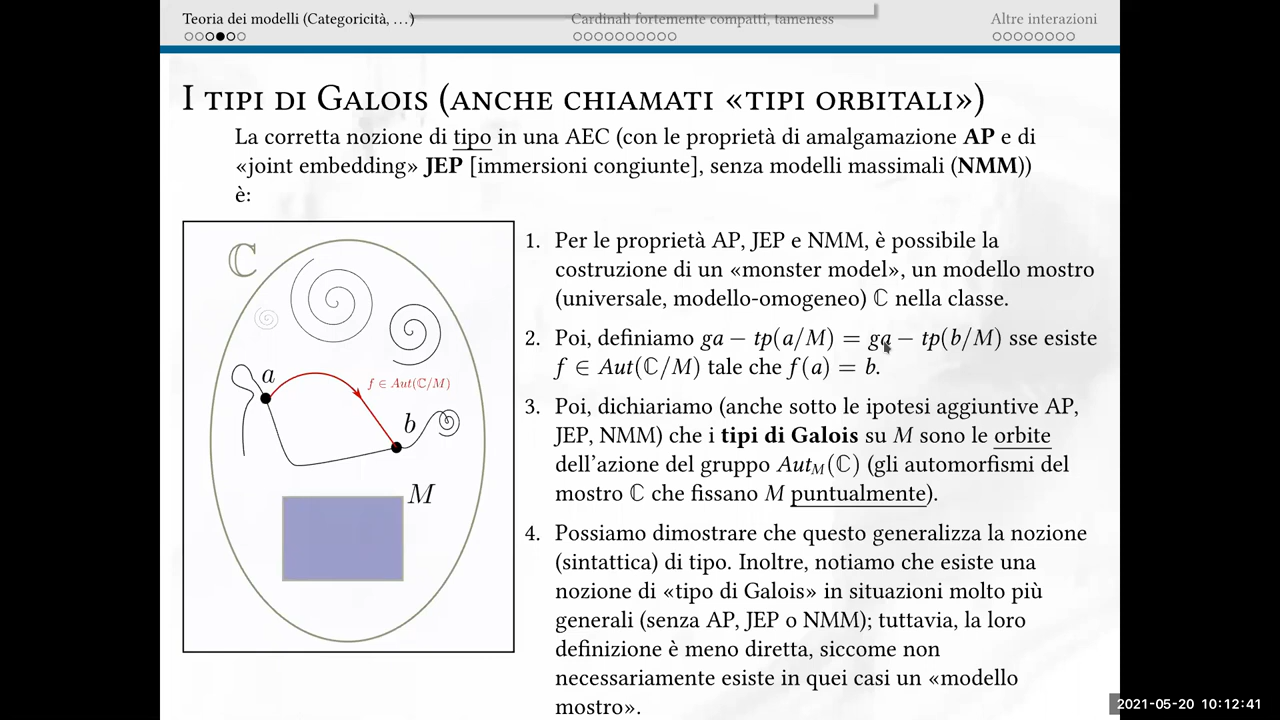 Teoria dei modelli (Categoricità, …)
Cardinali fortemente compatti, tameness
Altre interazioni
I TIPI DI GALOIS (ANCHE CHIAMATI «TIPI ORBITALI»)
La corretta nozione di tipo in una AEC (con le proprietà di amalgamazione AP e di
«joint embedding» JEP [immersioni congiunte], senza modelli massimali (NMM))
è:
ℂ
a
f ∈ Aut(ℂ/M)
b
M
1. Per le proprietà AP, JEP e NMM, è possibile la
costruzione di un «monster model», un modello mostro
(universale, modello-omogeneo) ℂ nella classe.
2. Poi, definiamo ga − tp(a/M) = ga − tp(b/M) sse esiste
f ∈ Aut(ℂ/M) tale che f(a) = b.
3. Poi, dichiariamo (anche sotto le ipotesi aggiuntive AP,
JEP, NMM) che i tipi di Galois su M sono le orbite
dell'azione del gruppo Aut_M(ℂ) (gli automorfismi del
mostro ℂ che fissano M puntualmente).
4. Possiamo dimostrare che questo generalizza la nozione
(sintattica) di tipo. Inoltre, notiamo che esiste una
nozione di «tipo di Galois» in situazioni molto più
generali (senza AP, JEP o NMM); tuttavia, la loro
definizione è meno diretta, siccome non
necessariamente esiste in quei casi un «modello
mostro».
2021-05-20 10:12:41